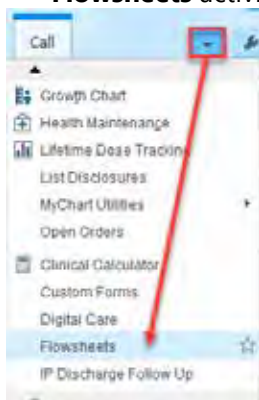 Flowsheets activ
Call
Growth Chart
Health Maintenance
Lifetime Dose Tracking
List Disclosures
MyChart Utilities
Open Orders
Clinical Calculator
Custom Forms
Digital Care
Flowsheets
IP Discharge Follow Up